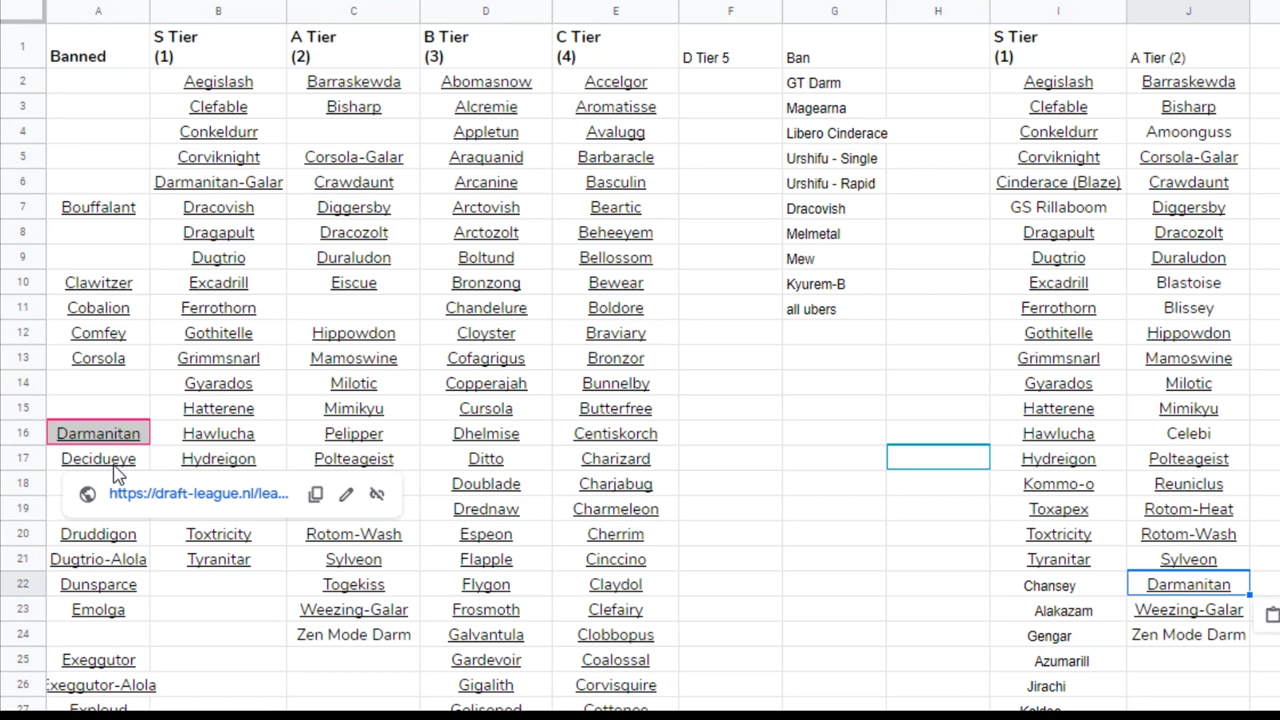 A B C D E F G H I J
1 Banned S Tier (1) A Tier (2) B Tier (3) C Tier (4) D Tier 5 Ban S Tier (1) A Tier (2)
2 Aegislash Barraskewda Abomasnow Accelgor GT Darm Aegislash Barraskewda
3 Clefable Bisharp Alcremie Aromatisse Magearna Clefable Bisharp
4 Conkeldurr Appletun Avalugg Libero Cinderace Conkeldurr Amoonguss
5 Corviknight Corsola-Galar Araquanid Barbaracle Urshifu - Single Corviknight Corsola-Galar
6 Darmanitan-Galar Crawdaunt Arcanine Basculin Urshifu - Rapid Cinderace (Blaze) Crawdaunt
7 Bouffalant Dracovish Diggersby Arctovish Beartic Dracovish GS Rillaboom Diggersby
8 Dragapult Dracozolt Arctozolt Beheeyem Melmetal Dragapult Dracozolt
9 Dugtrio Duraludon Boltund Bellossom Mew Dugtrio Duraludon
10 Clawitzer Excadrill Eiscue Bronzong Bewear Kyurem-B Excadrill Blastoise
11 Cobalion Ferrothorn Chandelure Boldore all ubers Ferrothorn Blissey
12 Comfey Gothitelle Hippowdon Cloyster Braviary Gothitelle Hippowdon
13 Corsola Grimmsnarl Mamoswine Cofagrigus Bronzor Grimmsnarl Mamoswine
14 Gyarados Milotic Copperajah Bunnelby Gyarados Milotic
15 Hatterene Mimikyu Cursola Butterfree Hatterene Mimikyu
16 Darmanitan Hawlucha Pelipper Dhelmise Centiskorch Hawlucha Celebi
17 Decidueye Hydreigon Polteageist Ditto Charizard Hydreigon Polteageist
18 https://draft-league.nl/lea... Doublade Charjabug Kommo-o Reuniclus
19 Drednaw Charmeleon Toxapex Rotom-Heat
20 Druddigon Toxtricity Rotom-Wash Espeon Cherrim Toxtricity Rotom-Wash
21 Dugtrio-Alola Tyranitar Sylveon Flapple Cinccino Tyranitar Sylveon
22 Dunsparce Togekiss Flygon Claydol Chansey Darmanitan
23 Emolga Weezing-Galar Frosmoth Clefairy Alakazam Weezing-Galar
24 Zen Mode Darm Galvantula Clobbopus Gengar Zen Mode Darm
25 Exeggutor Gardevoir Coalossal Azumarill
26 Exeggutor-Alola Gigalith Corvisquire Jirachi